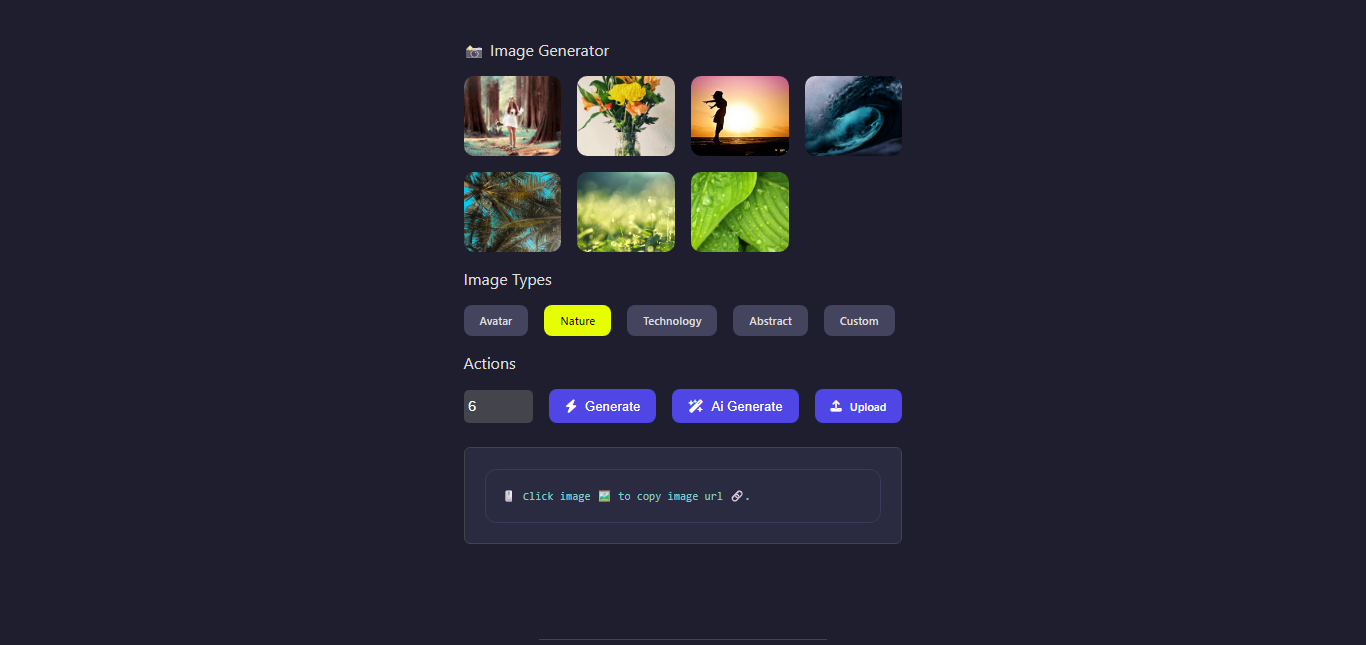 Image Generator
Image Types
Avatar Nature Technology Abstract Custom
Actions
6 Generate Ai Generate Upload
Click image to copy image url .